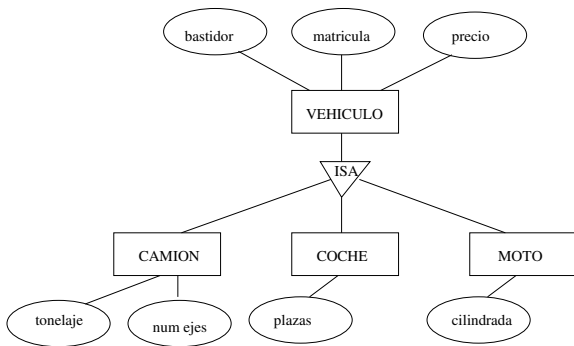 bastidor
matricula
precio
VEHICULO
ISA
CAMION
COCHE
MOTO
tonelaje
num ejes
plazas
cilindrada